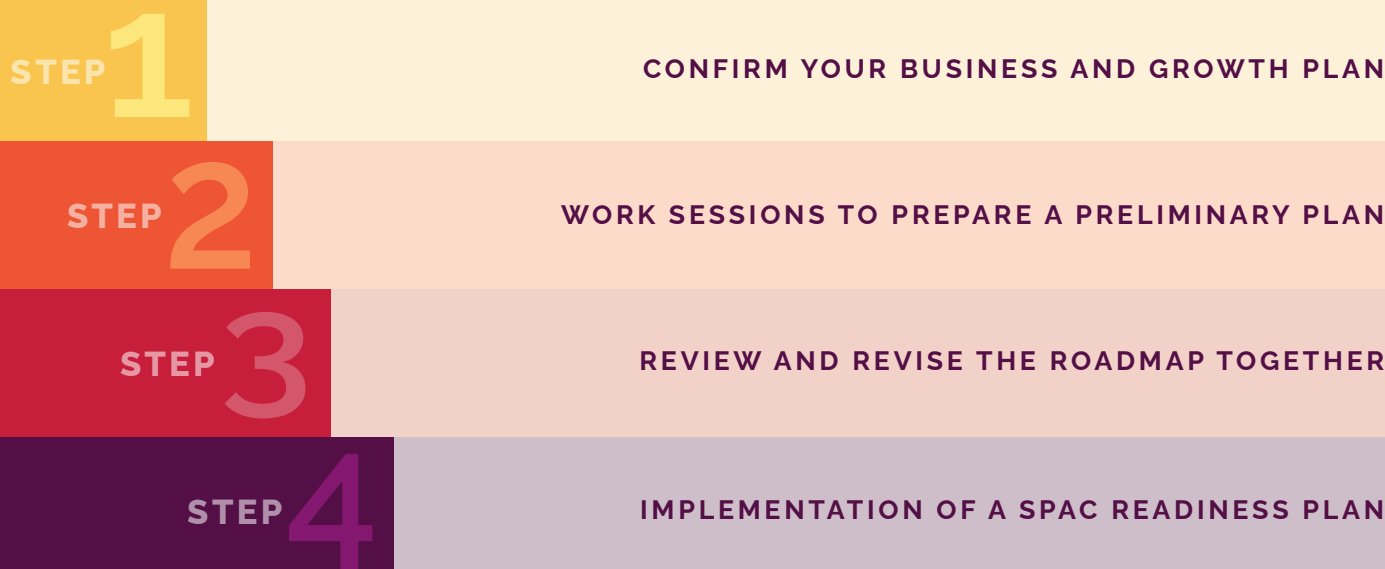 STEP 1
CONFIRM YOUR BUSINESS AND GROWTH PLAN
STEP 2
WORK SESSIONS TO PREPARE A PRELIMINARY PLAN
STEP 3
REVIEW AND REVISE THE ROADMAP TOGETHER
STEP 4
IMPLEMENTATION OF A SPAC READINESS PLAN